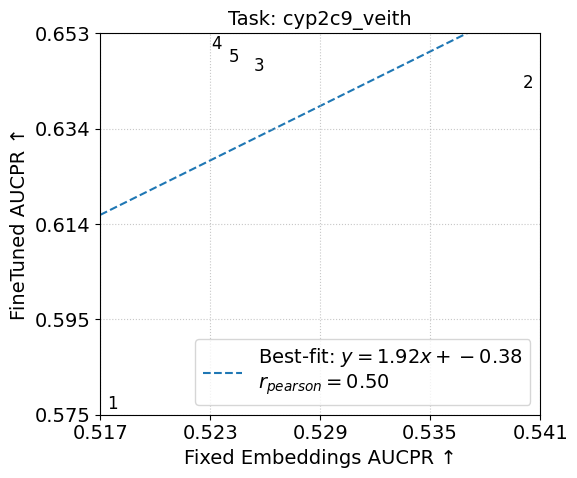 Task: cyp2c9_veith
FineTuned AUCPR ↑
0.653
0.634
0.614
0.595
0.575
4
5
3
2
1
Best-fit: y = 1.92x + −0.38
r_pearson = 0.50
0.517 0.523 0.529 0.535 0.541
Fixed Embeddings AUCPR ↑